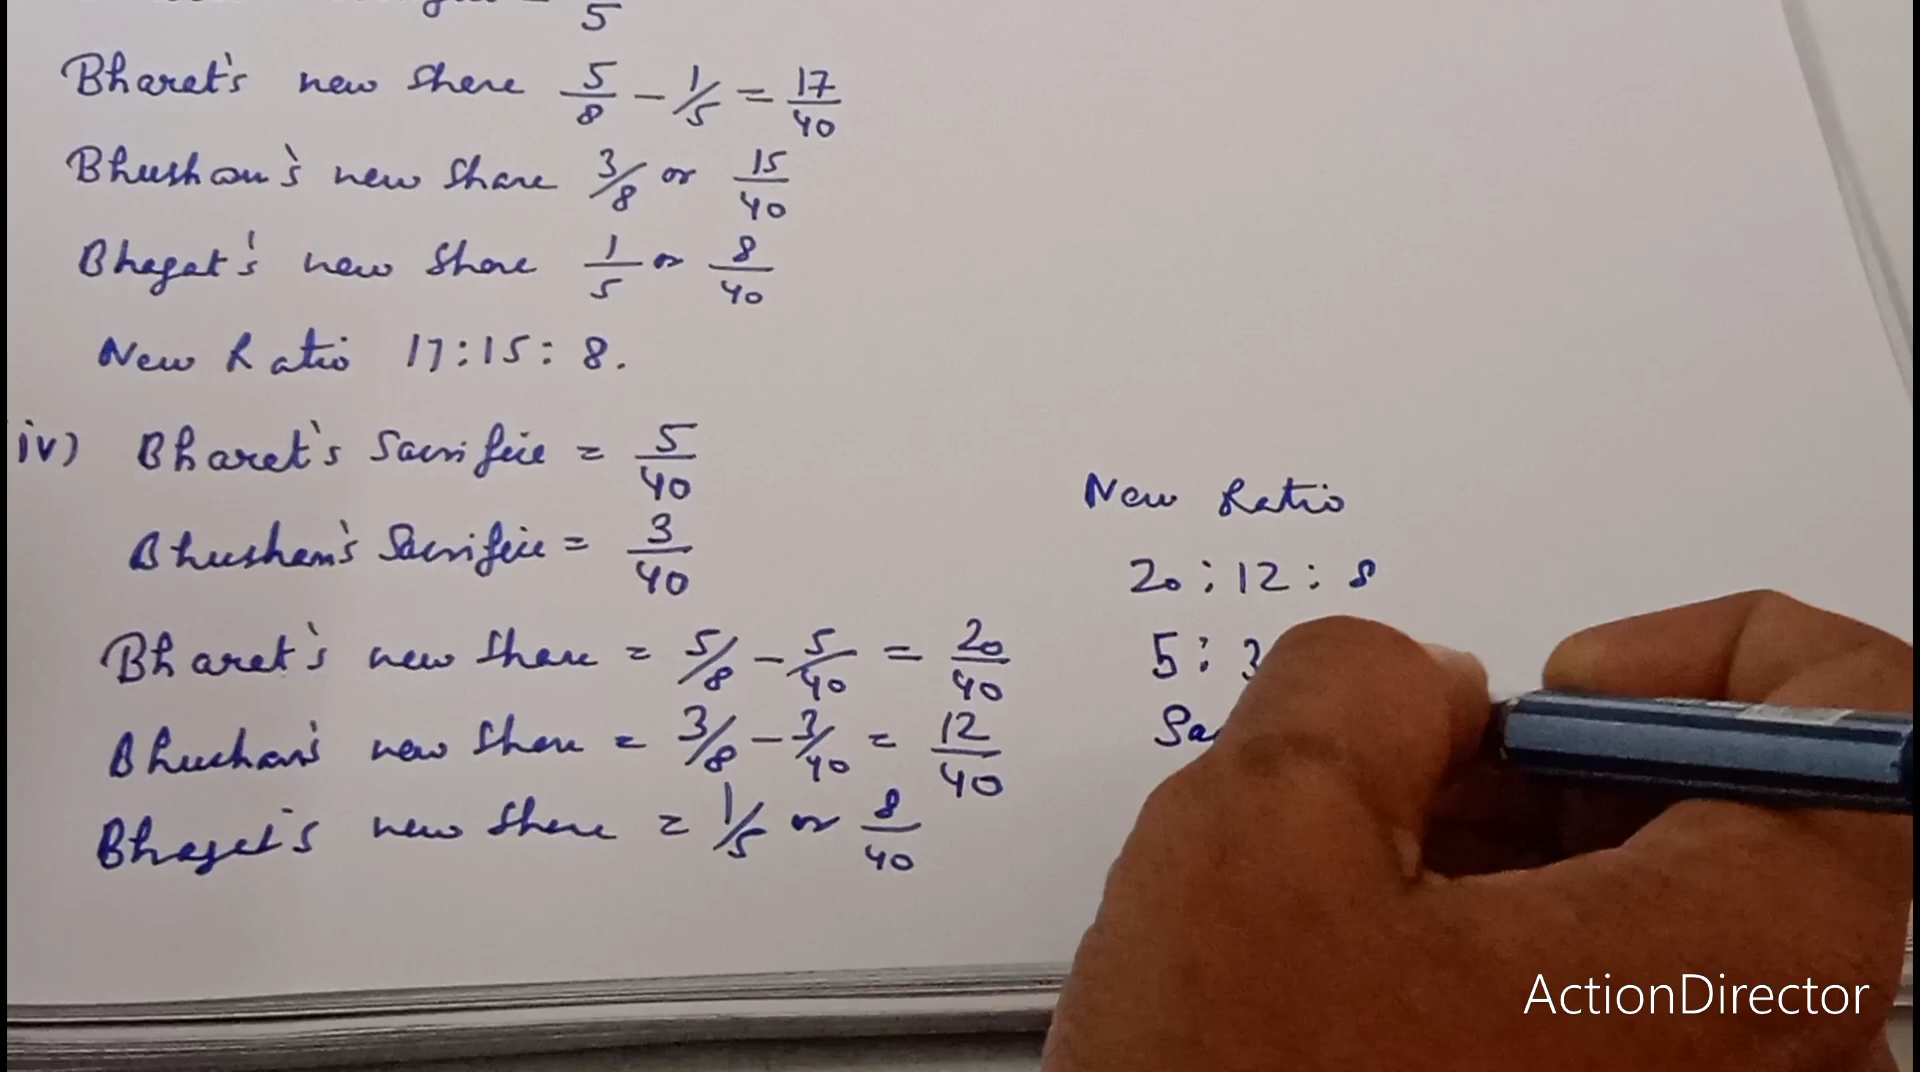 5
Bharat's new share 5/8 - 1/5 = 17/40
Bhushan's new share 3/8 or 15/40
Bhagat's new share 1/5 or 8/40
New Ratio 17:15:8.
iv) Bharat's Sacrifice = 5/40
Bhushan's Sacrifice = 3/40
Bharat's new share = 5/8 - 5/40 = 20/40
Bhushan's new share = 3/8 - 3/40 = 12/40
Bhagat's new share = 1/5 or 8/40
New Ratio
20:12:8
5:3
ActionDirector